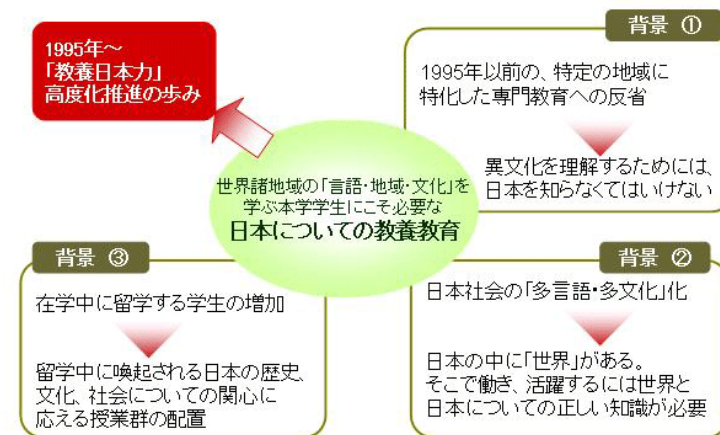 1995年～
「教養日本力」
高度化推進の歩み
背景 ①
1995年以前の、特定の地域に
特化した専門教育への反省
異文化を理解するためには、
日本を知らなくてはいけない
世界諸地域の「言語・地域・文化」を
学ぶ本学学生にこそ必要な
日本についての教養教育
背景 ③
在学中に留学する学生の増加
留学中に喚起される日本の歴史、
文化、社会についての関心に
応える授業群の配置
背景 ②
日本社会の「多言語・多文化」化
日本の中に「世界」がある。
そこで働き、活躍するには世界と
日本についての正しい知識が必要